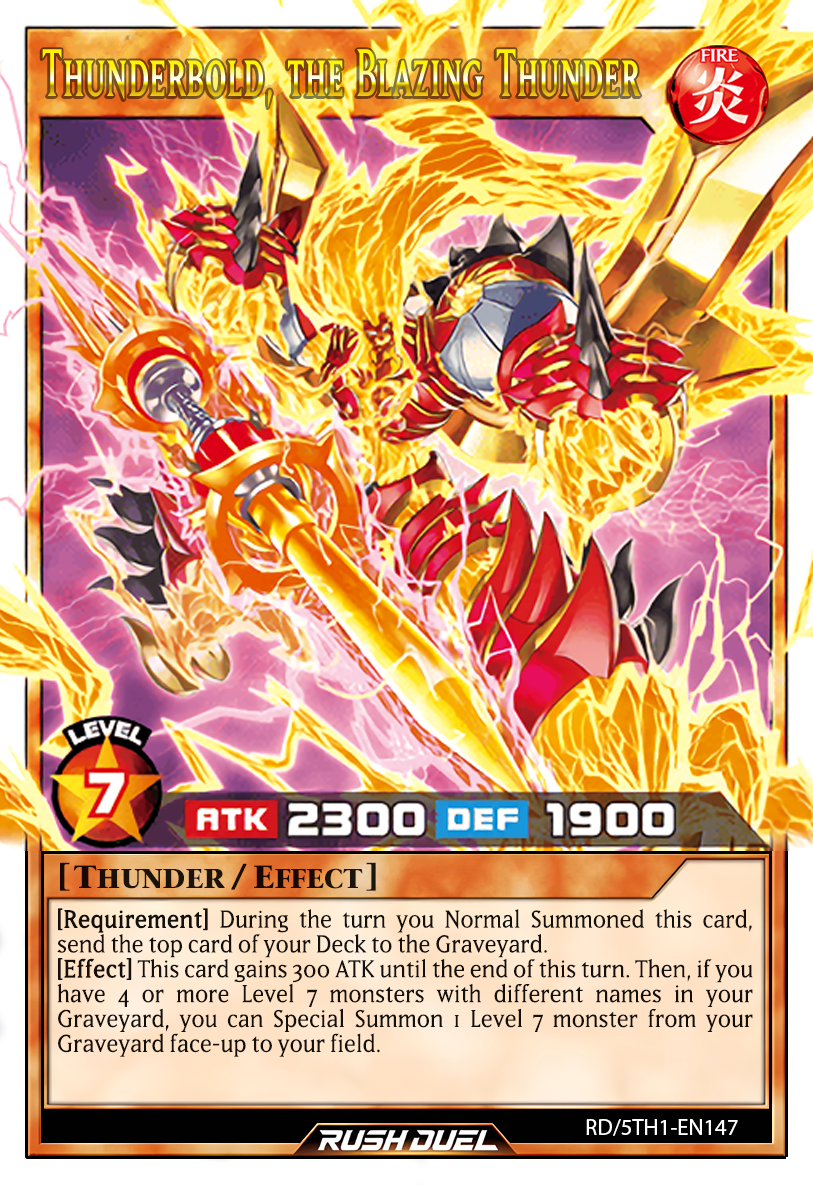 Thunderbold, the Blazing Thunder
FIRE
炎
LEVEL
7
ATK 2300 DEF 1900
[Thunder / Effect]
[Requirement] During the turn you Normal Summoned this card,
send the top card of your Deck to the Graveyard.
[Effect] This card gains 300 ATK until the end of this turn. Then, if you
have 4 or more Level 7 monsters with different names in your
Graveyard, you can Special Summon 1 Level 7 monster from your
Graveyard face-up to your field.
RD/5TH1-EN147
RUSH DUEL